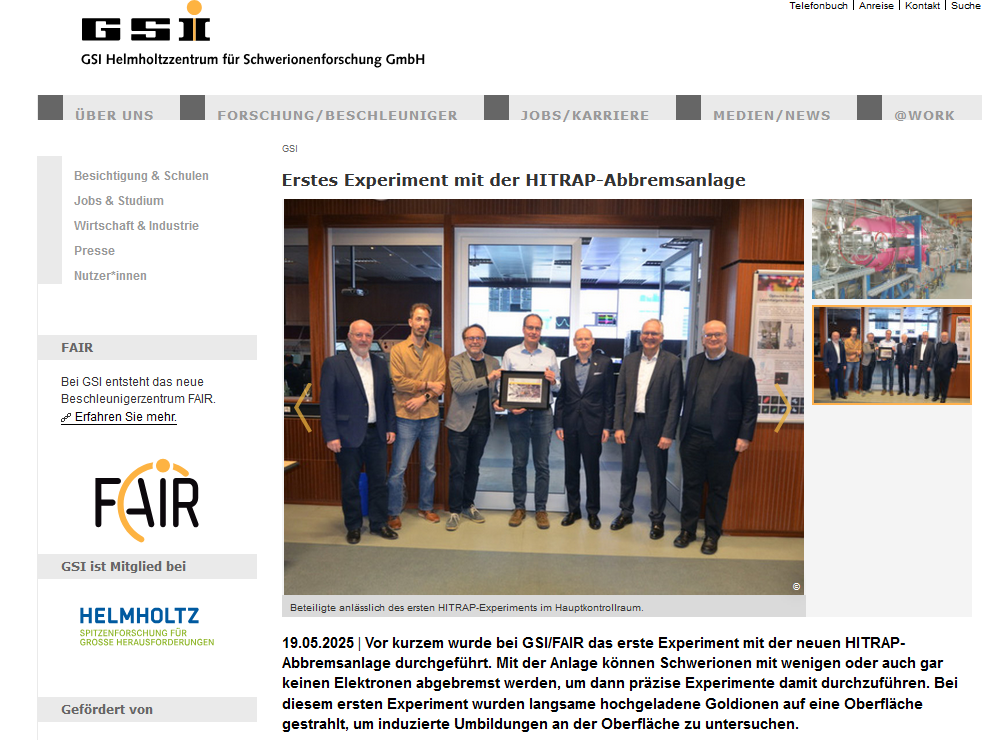 Telefonbuch | Anreise | Kontakt | Suche
GSI
GSI Helmholtzzentrum für Schwerionenforschung GmbH
ÜBER UNS
FORSCHUNG/BESCHLEUNIGER
JOBS/KARRIERE
MEDIEN/NEWS
@WORK
Besichtigung & Schulen
Jobs & Studium
Wirtschaft & Industrie
Presse
Nutzer*innen
FAIR
Bei GSI entsteht das neue
Beschleunigerzentrum FAIR.
Erfahren Sie mehr.
FAIR
GSI ist Mitglied bei
HELMHOLTZ
SPITZENFORSCHUNG FÜR
GROSSE HERAUSFORDERUNGEN
Gefördert von
GSI
Erstes Experiment mit der HITRAP-Abbremsanlage
©
Beteiligte anlässlich des ersten HITRAP-Experiments im Hauptkontrollraum.
19.05.2025 | Vor kurzem wurde bei GSI/FAIR das erste Experiment mit der neuen HITRAP-
Abbremsanlage durchgeführt. Mit der Anlage können Schwerionen mit wenigen oder auch gar
keinen Elektronen abgebremst werden, um dann präzise Experimente damit durchzuführen. Bei
diesem ersten Experiment wurden langsame hochgeladene Goldionen auf eine Oberfläche
gestrahlt, um induzierte Umbildungen an der Oberfläche zu untersuchen.